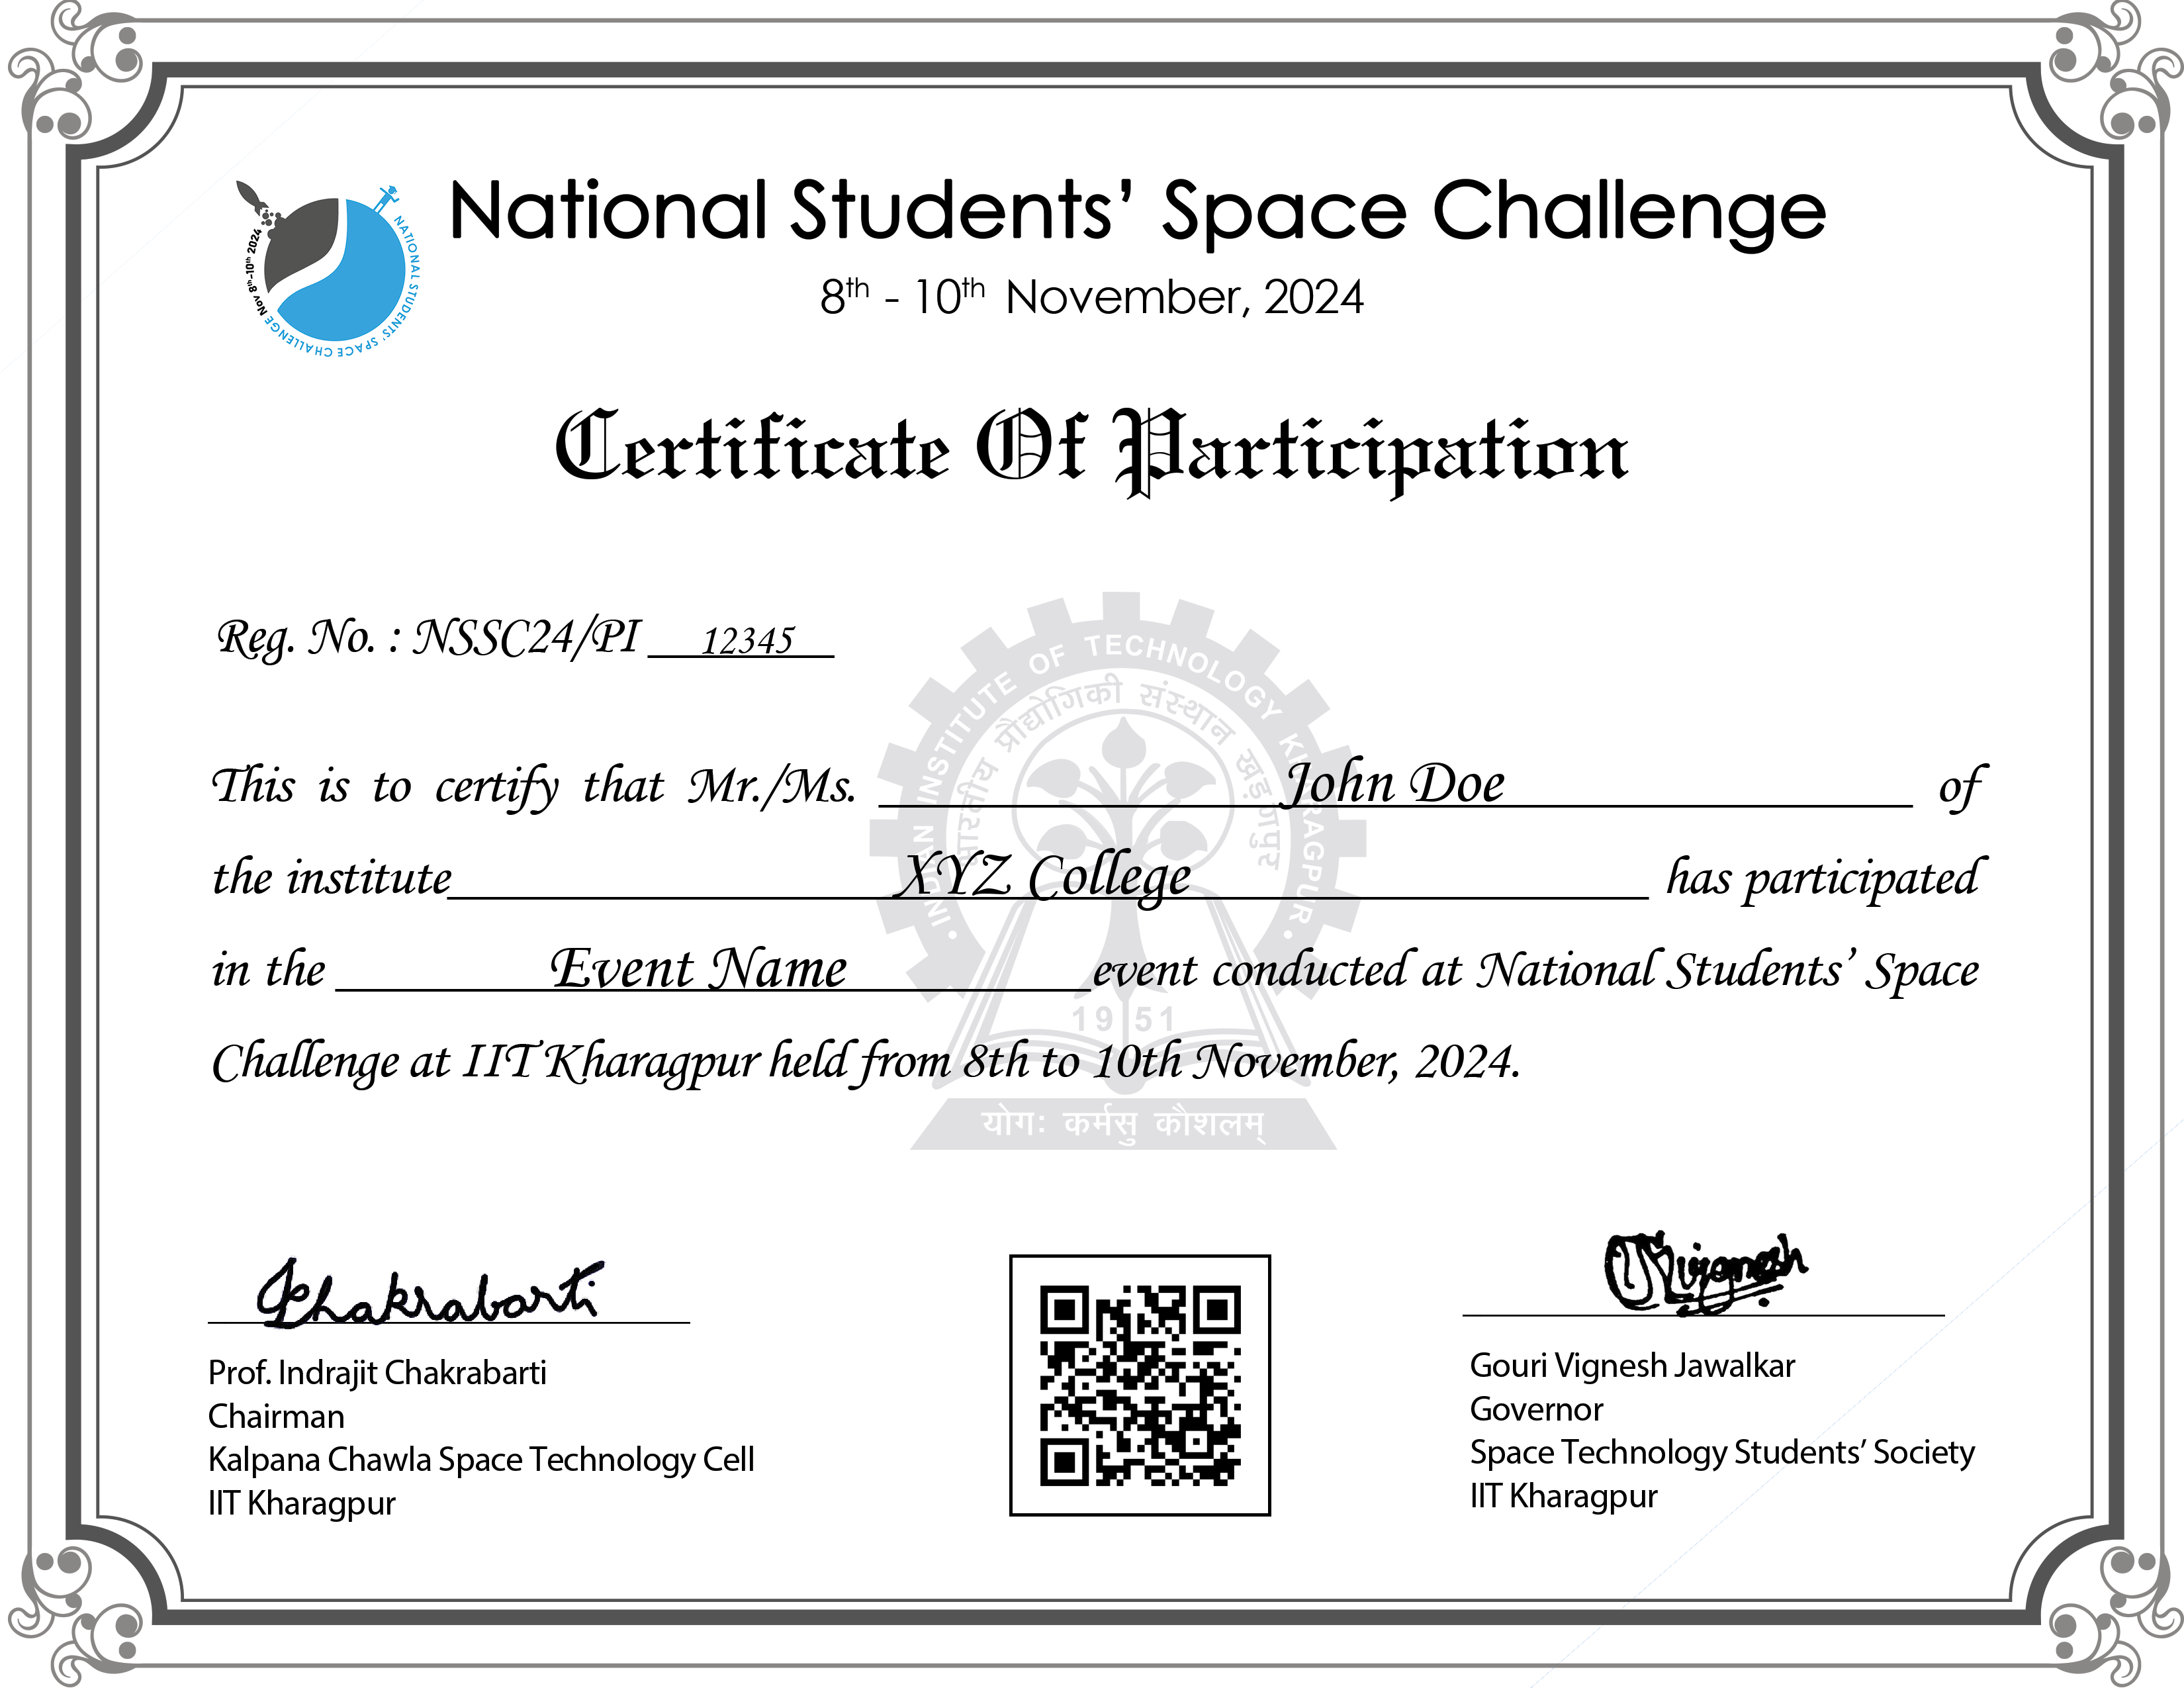 National Students’ Space Challenge
8th - 10th November, 2024
NATIONAL STUDENTS’ SPACE CHALLENGE
Nov 8th-10th 2024
Certificate Of Participation
Reg. No. : NSSC24/PI 12345
This is to certify that Mr./Ms. John Doe of
the institute XYZ College has participated
in the Event Name event conducted at National Students’ Space
Challenge at IIT Kharagpur held from 8th to 10th November, 2024.
INDIAN INSTITUTE OF TECHNOLOGY KHARAGPUR
भारतीय प्रौद्योगिकी संस्थान खड़गपुर
1951
योगः कर्मसु कौशलम्
Chakrabarti
Vignesh
Prof. Indrajit Chakrabarti
Chairman
Kalpana Chawla Space Technology Cell
IIT Kharagpur
Gouri Vignesh Jawalkar
Governor
Space Technology Students’ Society
IIT Kharagpur